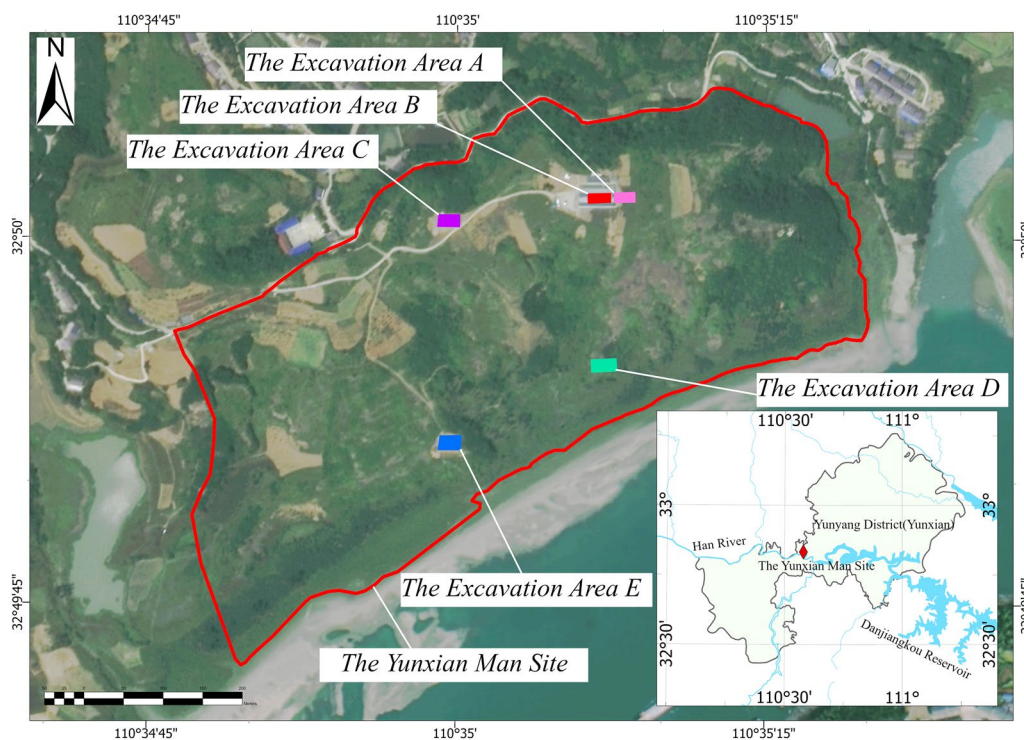 110°34'45"
110°35'
110°35'15"
N
The Excavation Area A
The Excavation Area B
The Excavation Area C
32°50'
The Excavation Area D
110°30'
111°
33°
33°
Yunyang District(Yunxian)
Han River
The Yunxian Man Site
The Excavation Area E
32°49'45"
Danjiangkou Reservoir
32°30'
32°30'
The Yunxian Man Site
110°30'
111°
Meters
110°34'45"
110°35'
110°35'15"